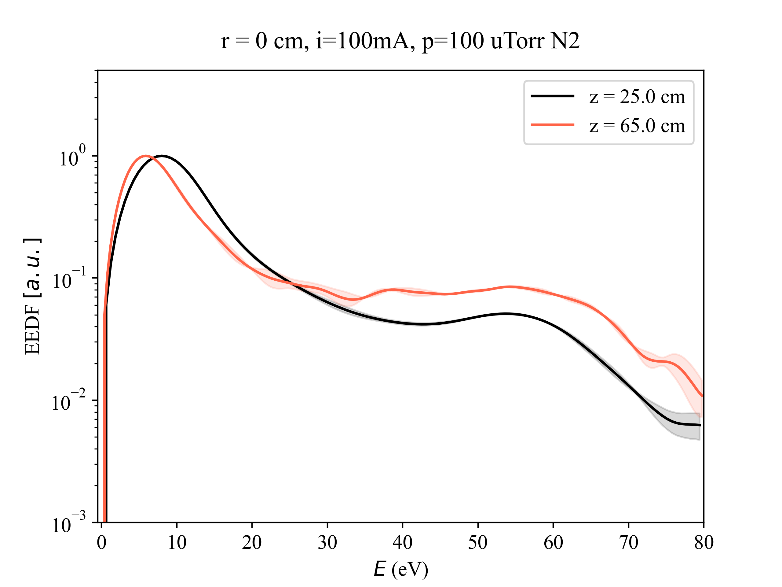 r = 0 cm, i=100mA, p=100 uTorr N2
z = 25.0 cm
z = 65.0 cm
10^0
10^-1
10^-2
10^-3
EEDF [a.u.]
0 10 20 30 40 50 60 70 80
E (eV)